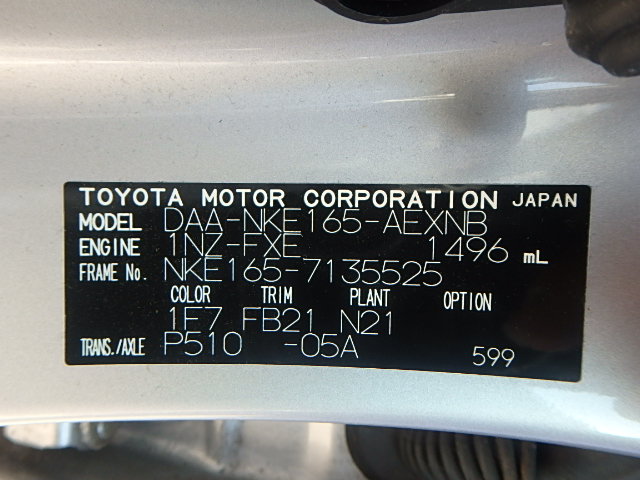 TOYOTA MOTOR CORPORATION JAPAN
MODEL DAA-NKE165-AEXNB
ENGINE 1NZ-FXE 1496 mL
FRAME No. NKE165-7135525
COLOR TRIM PLANT OPTION
1F7 FB21 N21
TRANS./AXLE P510 -05A 599